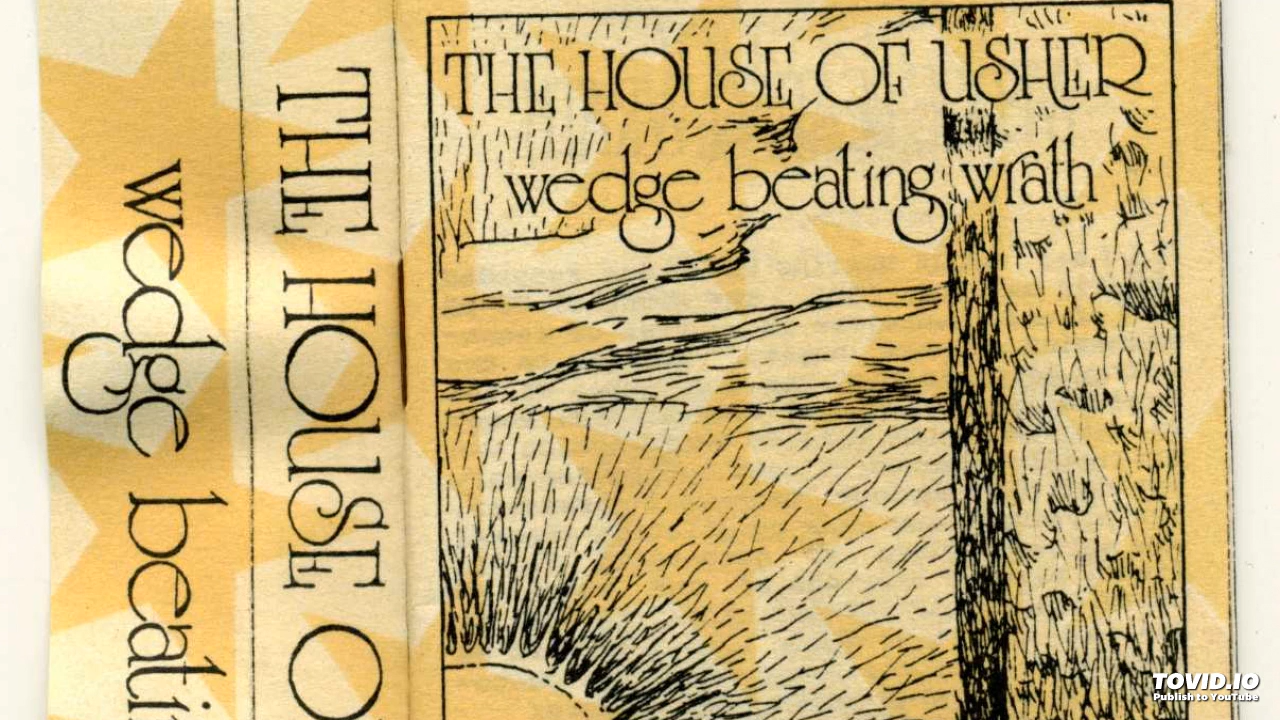 wedge beati
THE HOUSE O
THE HOUSE OF USHER
wedge beating wrath
TOVID.IO
Publish to YouTube